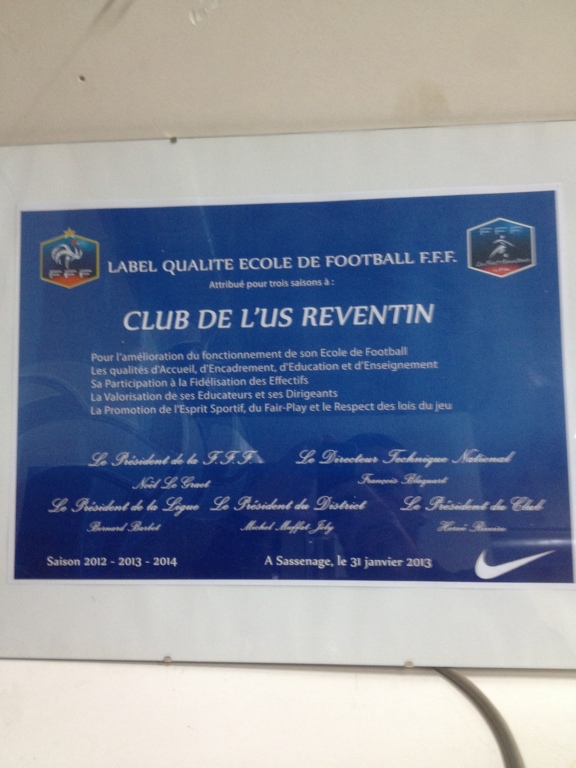 FFF
FFF
LABEL QUALITE ECOLE DE FOOTBALL F.F.F.
Attribué pour trois saisons à :
CLUB DE L'US REVENTIN
Pour l'amélioration du fonctionnement de son Ecole de Football
Les qualités d'Accueil, d'Encadrement, d'Education et d'Enseignement
Sa Participation à la Fidélisation des Effectifs
La Valorisation de ses Educateurs et ses Dirigeants
La Promotion de l'Esprit Sportif, du Fair-Play et le Respect des lois du jeu
Le Président de la F.F.F. Le Directeur Technique National
Noël Le Graet François Blaquart
Le Président de la Ligue Le Président du District Le Président du Club
Bernard Barbet Michel Muffat-Joly Hervé
Saison 2012 - 2013 - 2014 A Sassenage, le 31 janvier 2013